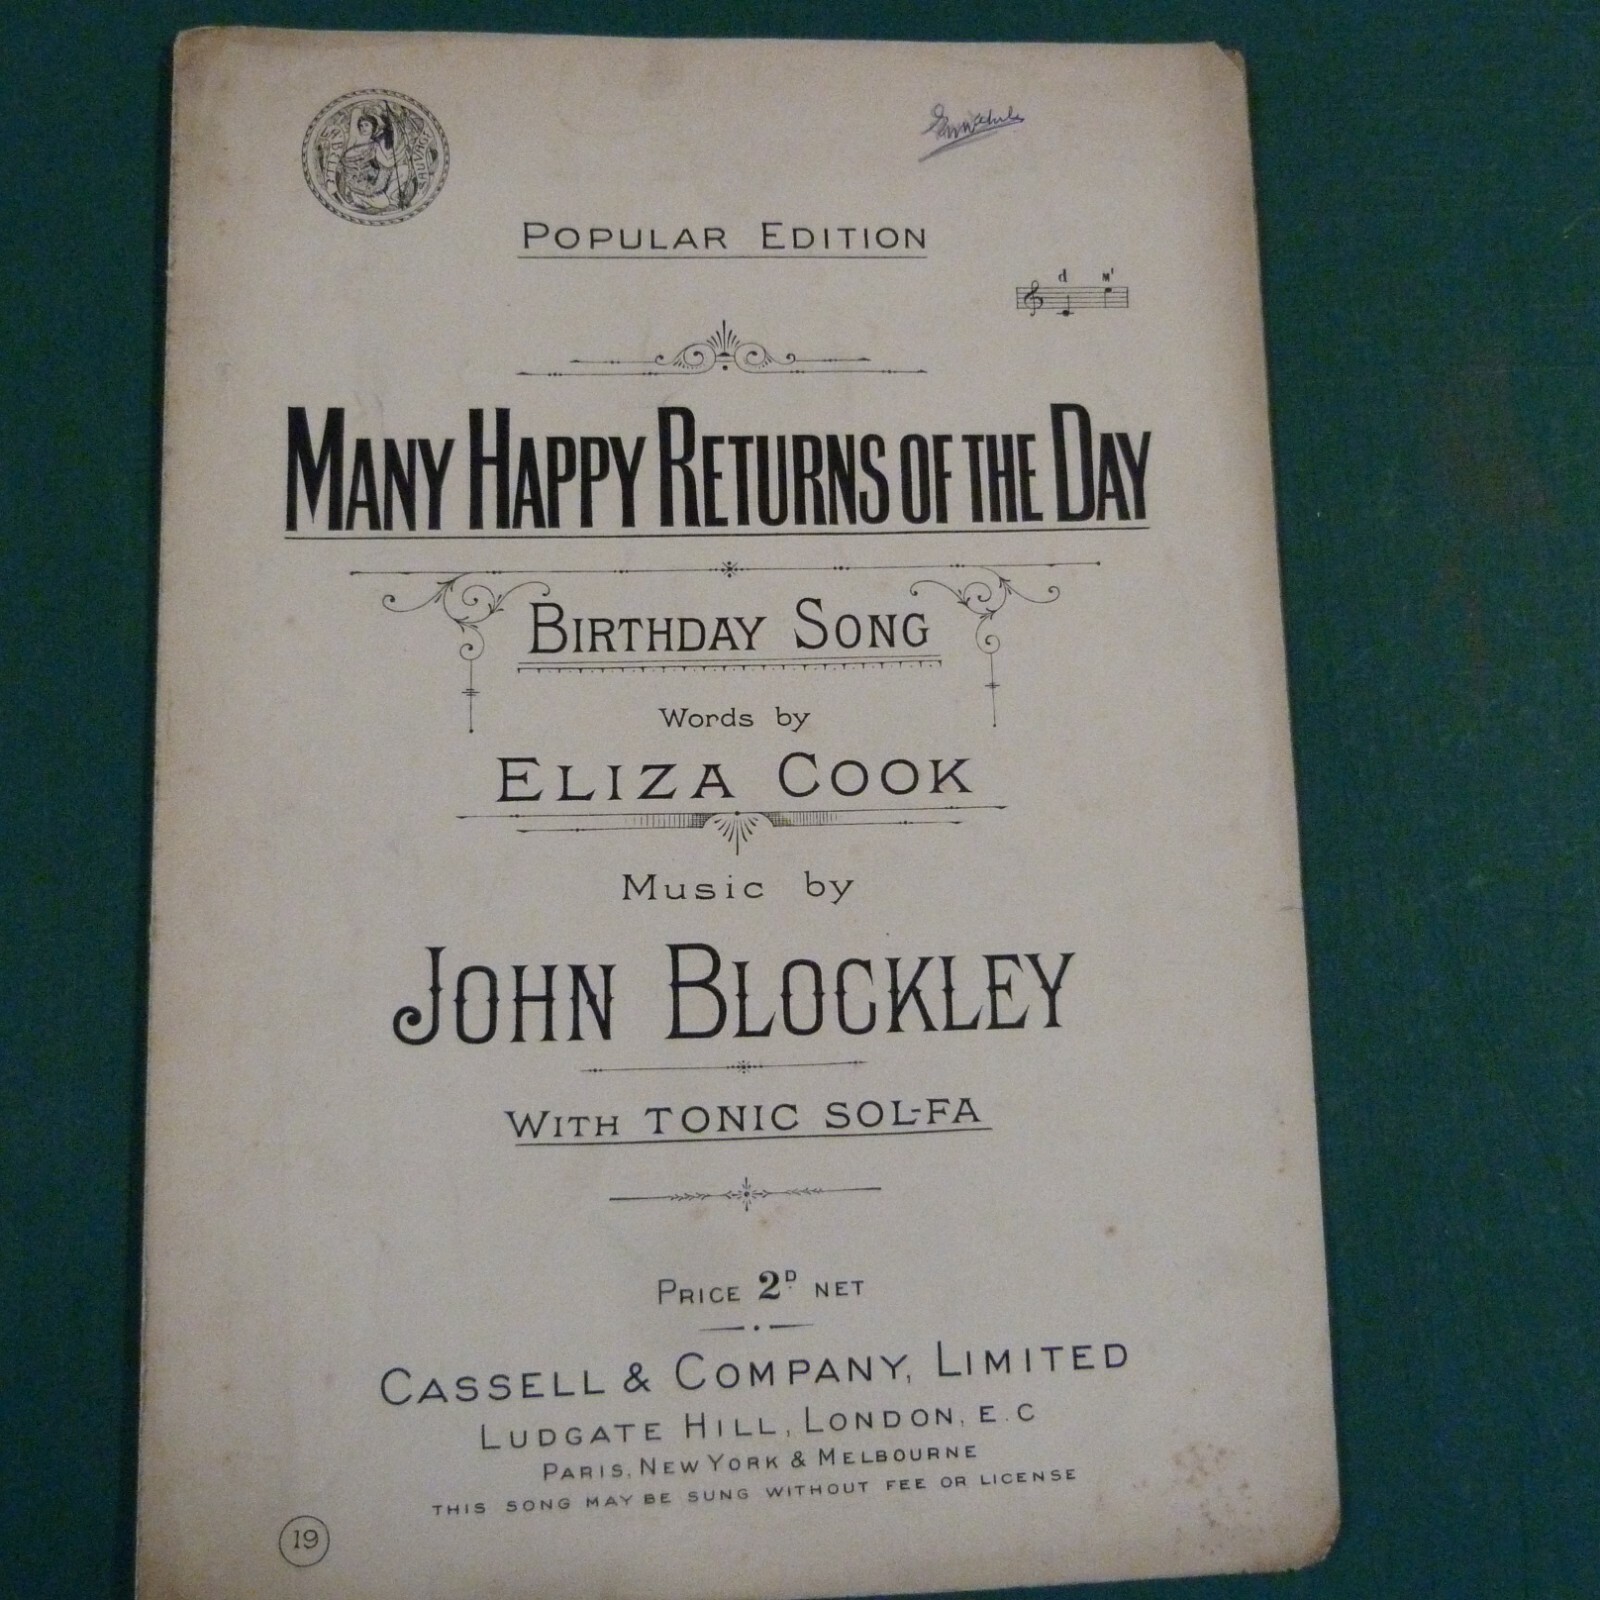 POPULAR EDITION
d m'
MANY HAPPY RETURNS OF THE DAY
BIRTHDAY SONG
Words by
ELIZA COOK
Music by
JOHN BLOCKLEY
WITH TONIC SOL-FA
PRICE 2D NET
CASSELL & COMPANY, LIMITED
LUDGATE HILL, LONDON, E.C
PARIS, NEW YORK & MELBOURNE
THIS SONG MAY BE SUNG WITHOUT FEE OR LICENSE
19